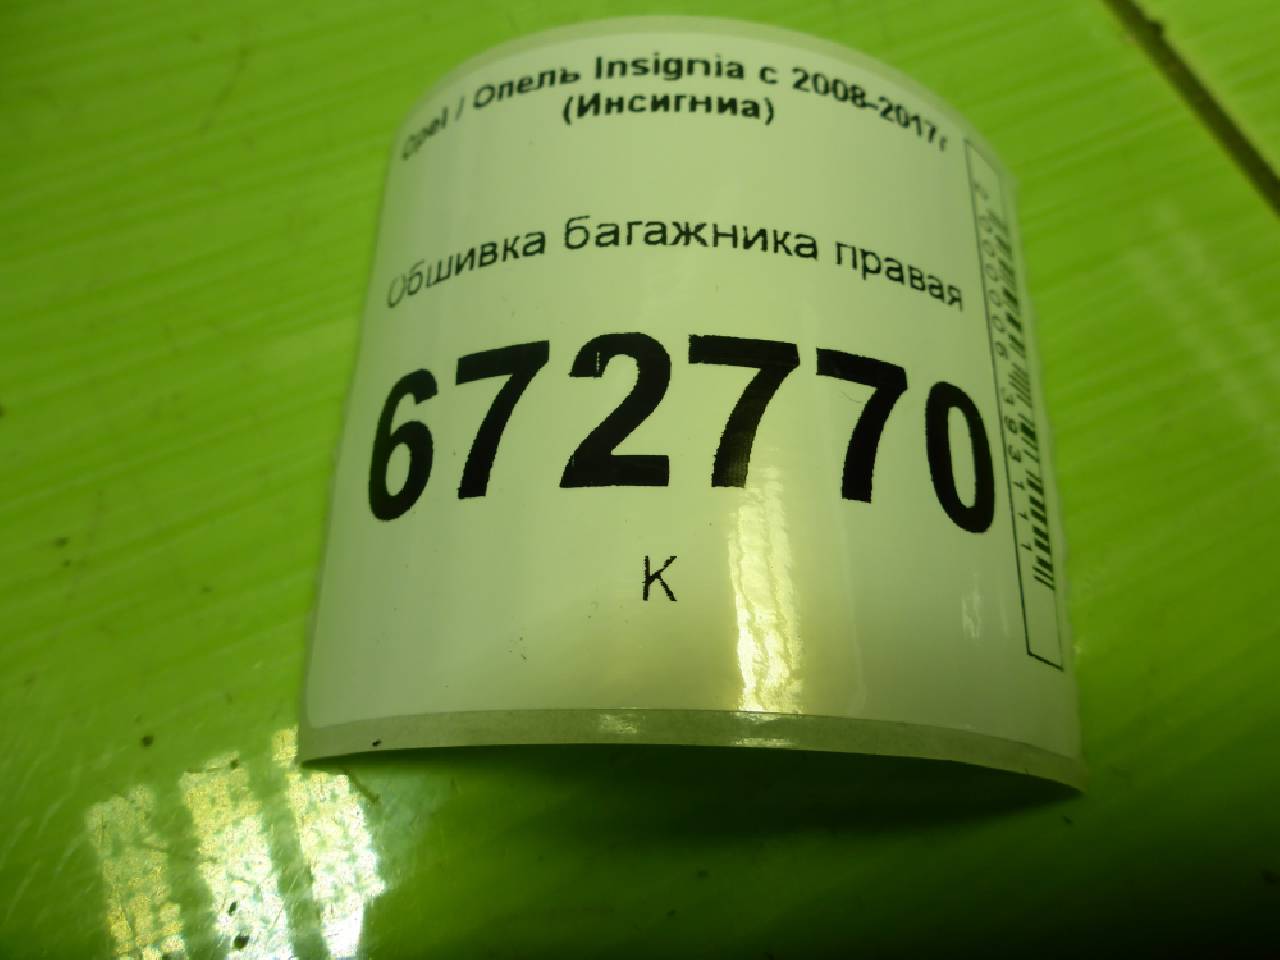 Opel / Опель Insignia с 2008-2017г
(Инсигниа)
Обшивка багажника правая
672770
К